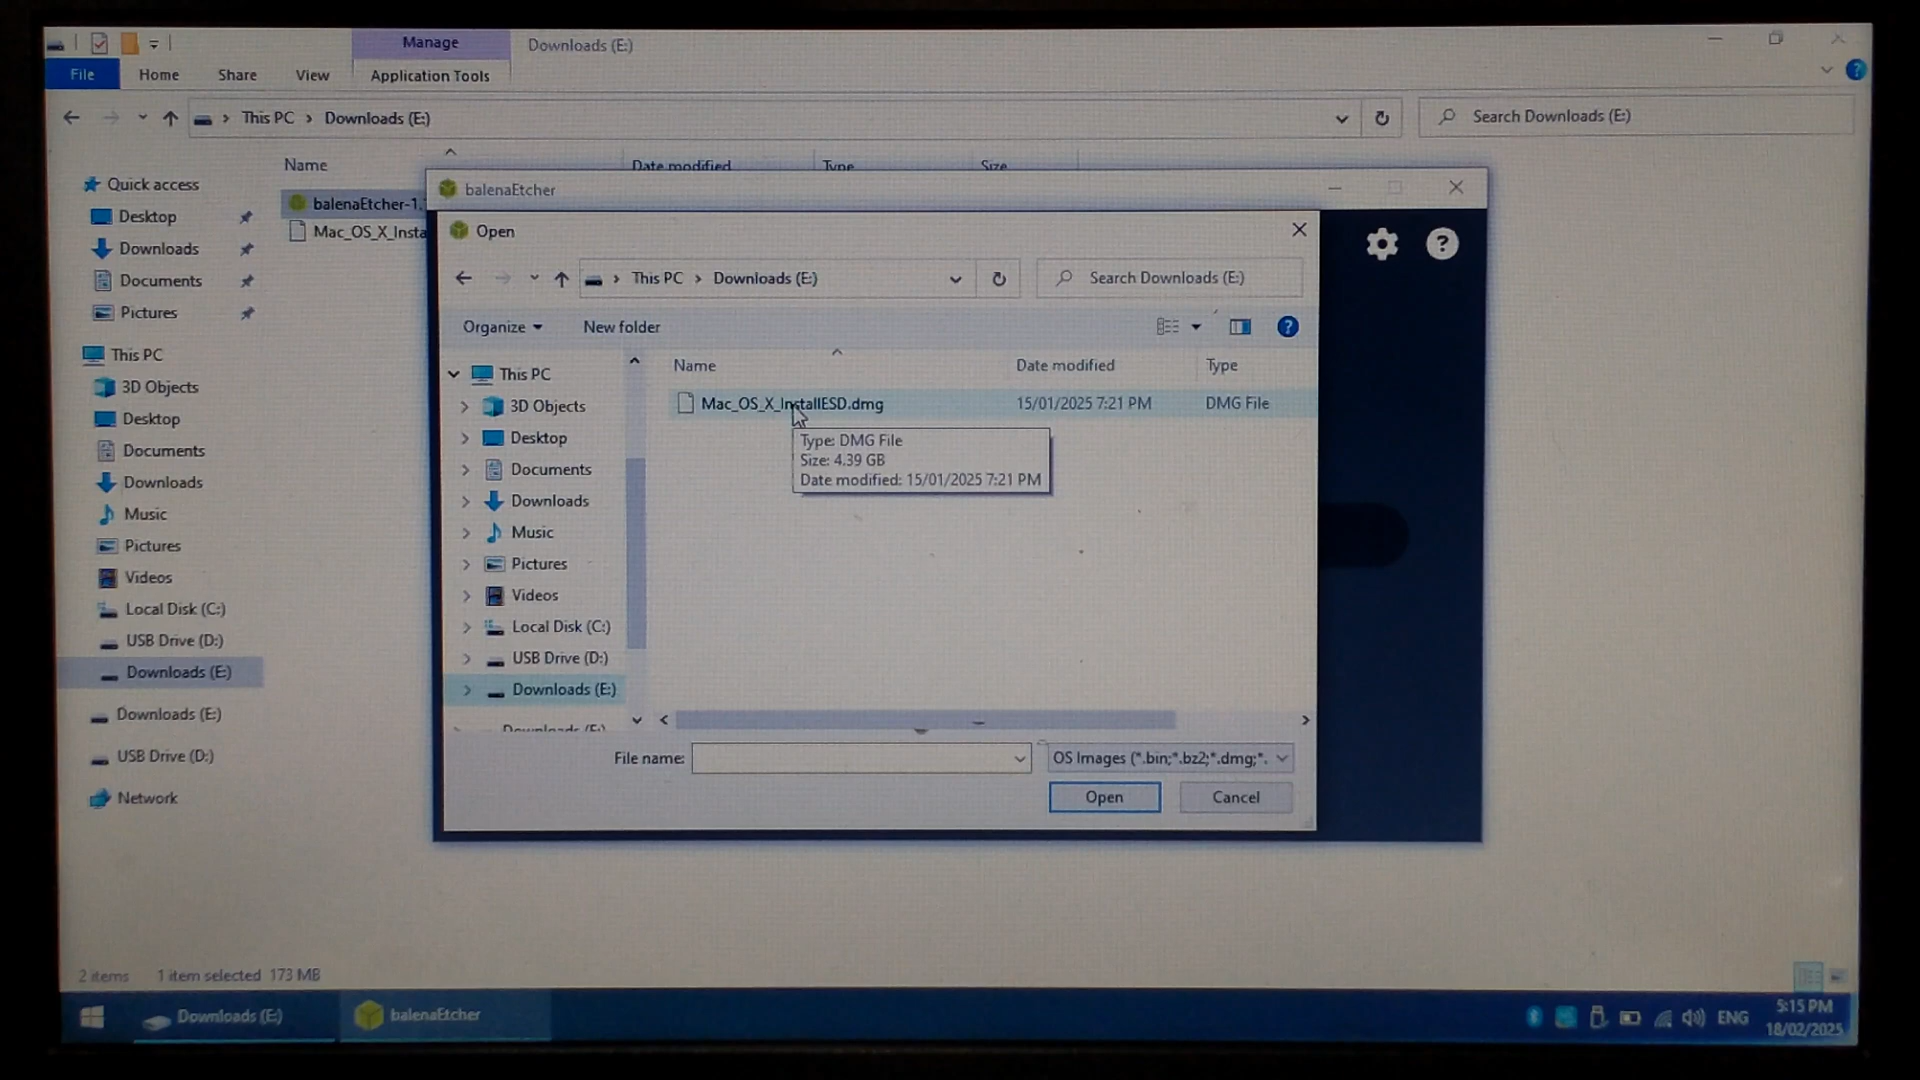 Manage
Downloads (E:)
File
Home
Share
View
Application Tools
This PC > Downloads (E:)
Search Downloads (E:)
Name
Date modified
Type
Size
Quick access
Desktop
Downloads
Documents
Pictures
This PC
3D Objects
Desktop
Documents
Downloads
Music
Pictures
Videos
Local Disk (C:)
USB Drive (D:)
Downloads (E:)
Downloads (E:)
USB Drive (D:)
Network
balenaEtcher-1.
Mac_OS_X_Insta
balenaEtcher
?
Open
This PC > Downloads (E:)
Search Downloads (E:)
Organize
New folder
?
This PC
3D Objects
Desktop
Documents
Downloads
Music
Pictures
Videos
Local Disk (C:)
USB Drive (D:)
Downloads (E:)
Downloads (E:)
Name
Date modified
Type
Mac_OS_X_InstallESD.dmg
15/01/2025 7:21 PM
DMG File
Type: DMG File
Size: 4.39 GB
Date modified: 15/01/2025 7:21 PM
File name:
OS Images (*.bin;*.bz2;*.dmg;*.
Open
Cancel
2 items
1 item selected 173 MB
Downloads (E:)
balenaEtcher
ENG
5:15 PM
18/02/2025